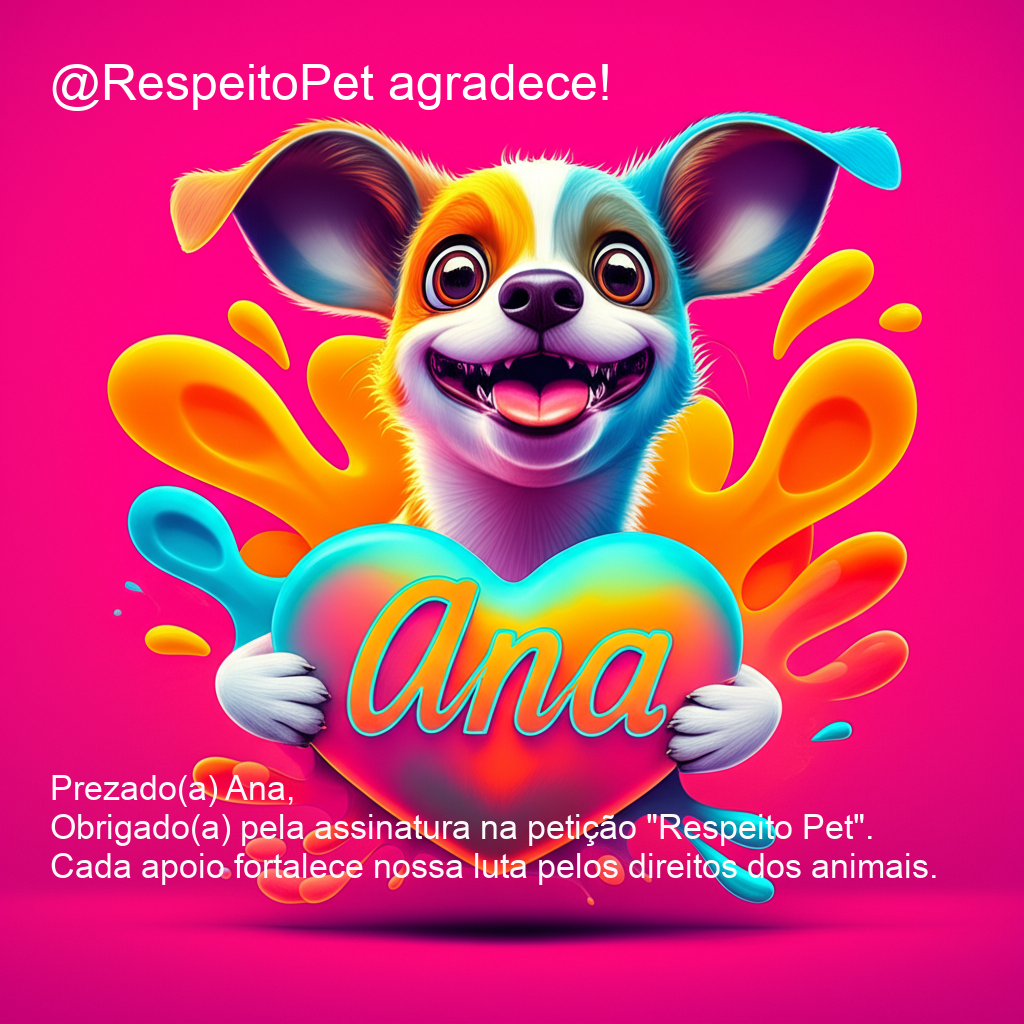 @RespeitoPet agradece!
Ana
Prezado(a) Ana,
Obrigado(a) pela assinatura na petição "Respeito Pet".
Cada apoio fortalece nossa luta pelos direitos dos animais.